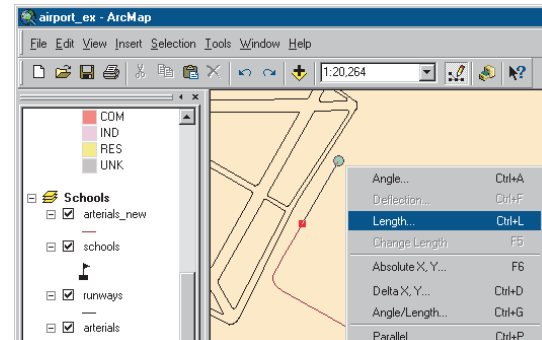 airport_ex - ArcMap
File Edit View Insert Selection Tools Window Help
1:20,264
COM
IND
RES
UNK
Schools
arterials_new
schools
runways
arterials
Angle... Ctrl+A
Deflection... Ctrl+F
Length... Ctrl+L
Change Length F5
Absolute X, Y... F6
Delta X, Y... Ctrl+D
Angle/Length... Ctrl+G
Parallel Ctrl+P